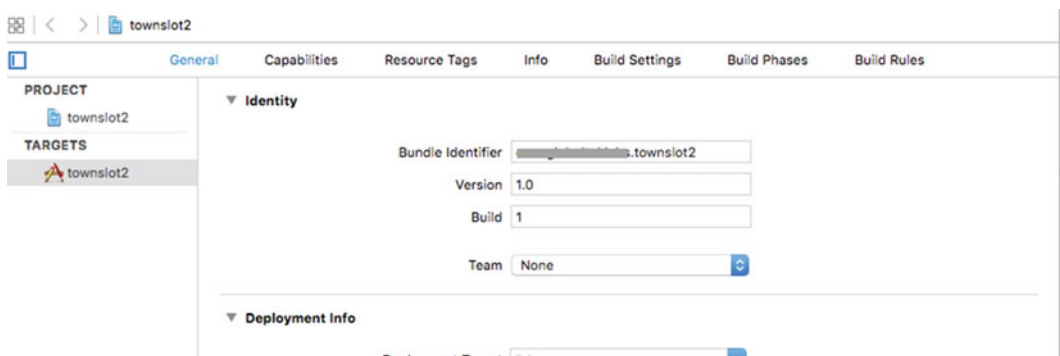 townslot2
General Capabilities Resource Tags Info Build Settings Build Phases Build Rules
PROJECT
townslot2
TARGETS
townslot2
Identity
Bundle Identifier .townslot2
Version 1.0
Build 1
Team None
Deployment Info